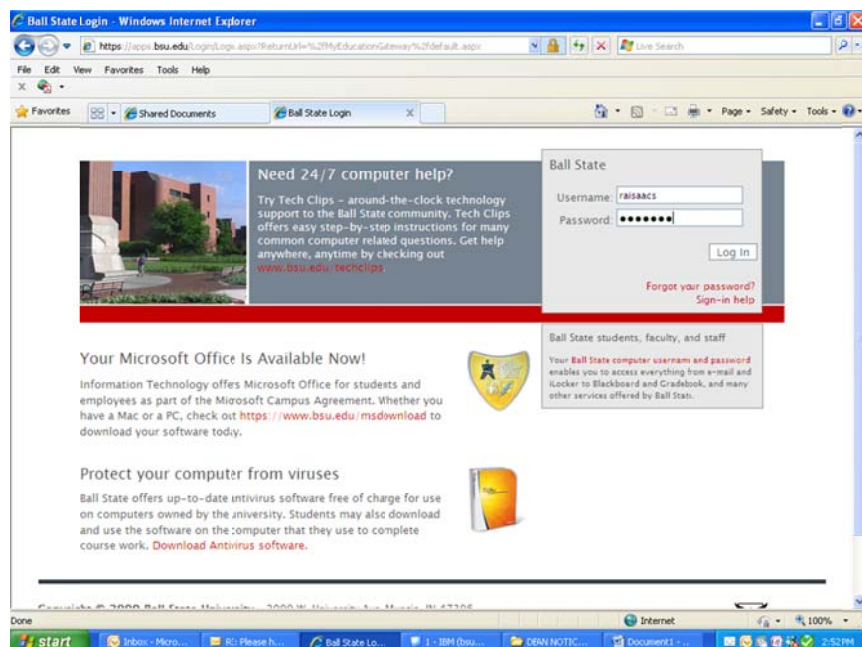 Ball State Login - Windows Internet Explorer
https://apps.bsu.edu/Login/Login.aspx?ReturnUrl=%2fMyEducationGateway%2fdefault.aspx
Live Search
File Edit View Favorites Tools Help
x
Favorites
Shared Documents
Ball State Login
X
Page Safety Tools
Need 24/7 computer help?
Try Tech Clips – around-the-clock technology
support to the Ball State community. Tech Clips
offers easy step-by-step instructions for many
common computer related questions. Get help
anywhere, anytime by checking out
www.bsu.edu/techclips.
Ball State
Username: raisaacs
Password: ●●●●●●●
Log In
Forgot your password?
Sign-in help
Ball State students, faculty, and staff
Your Ball State computer username and password
enables you to access everything from e-mail and
iLocker to Blackboard and Gradebook, and many
other services offered by Ball State.
Your Microsoft Office Is Available Now!
Information Technology offers Microsoft Office for students and
employees as part of the Microsoft Campus Agreement. Whether you
have a Mac or a PC, check out https://www.bsu.edu/msdownload to
download your software today.
Protect your computer from viruses
Ball State offers up-to-date antivirus software free of charge for use
on computers owned by the university. Students may also download
and use the software on the computer that they use to complete
course work. Download Antivirus software.
Copyright © 2009 Ball State University 2000 W. University Ave. Muncie, IN 47306
Done
Internet
100%
start
Inbox - Micro...
RE: Please h...
Ball State Lo...
1 - IBM (bsu...
DEAN NOTIC...
Document1 - ...
2:52 PM